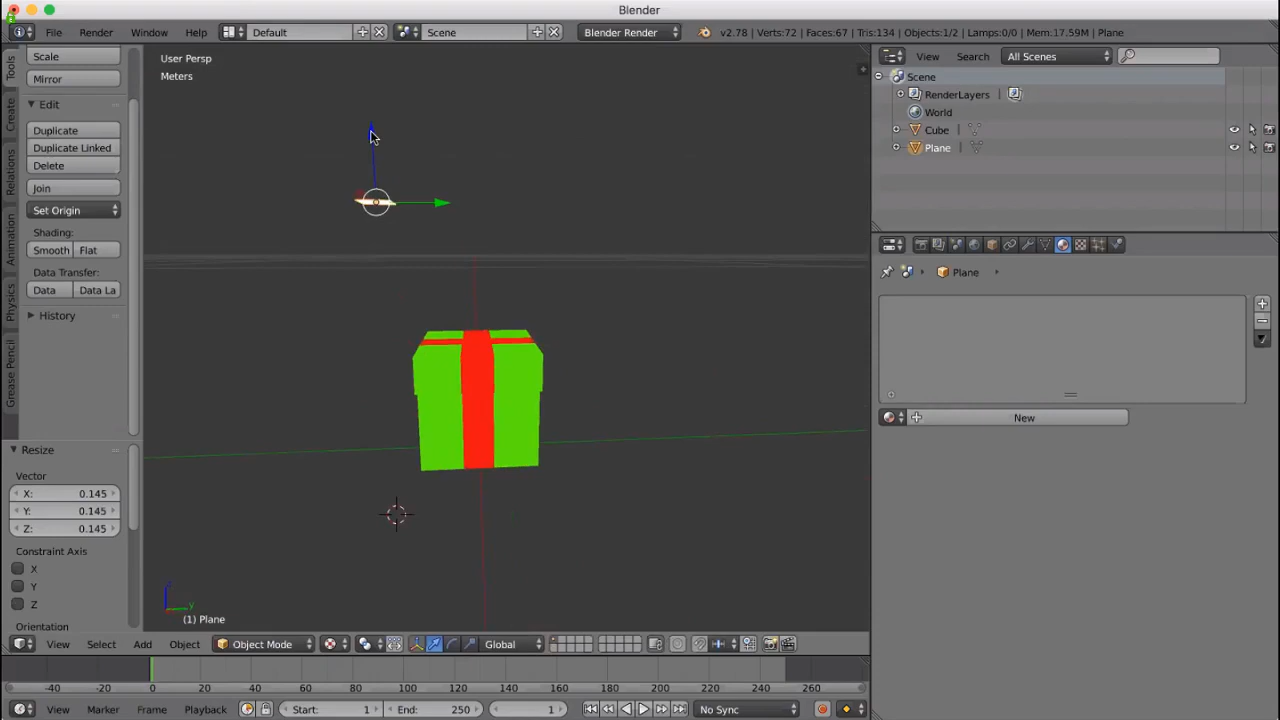 Blender
File Render Window Help Default Scene Blender Render v2.78 | Verts:72 | Faces:67 | Tris:134 | Objects:1/2 | Lamps:0/0 | Mem:17.59M | Plane
Tools
Create
Relations
Animation
Physics
Grease Pencil
Scale
Mirror
Edit
Duplicate
Duplicate Linked
Delete
Join
Set Origin
Shading:
Smooth Flat
Data Transfer:
Data Data La
History
Resize
Vector
X: 0.145
Y: 0.145
Z: 0.145
Constraint Axis
X
Y
Z
Orientation
User Persp
Meters
z
y
(1) Plane
View Select Add Object Object Mode Global
-40 -20 0 20 40 60 80 100 120 140 160 180 200 220 240 260
View Marker Frame Playback Start: 1 End: 250 1 No Sync
View Search All Scenes
Scene
RenderLayers |
World
Cube |
Plane |
Plane
New